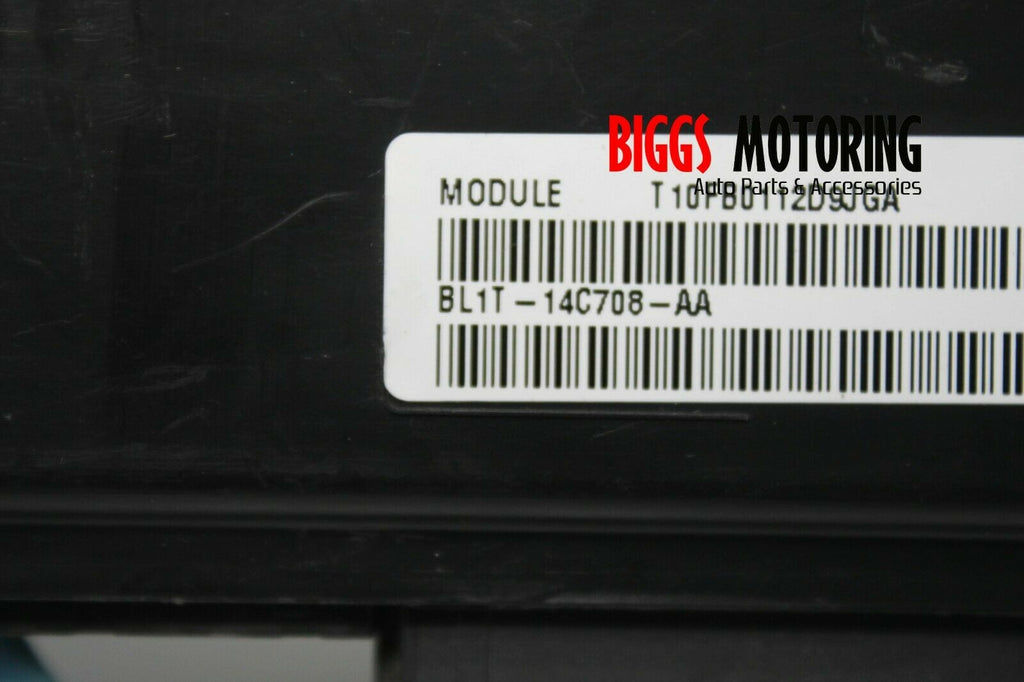 BIGGS MOTORING
Auto Parts & Accessories
MODULE
BL1T-14C708-AA